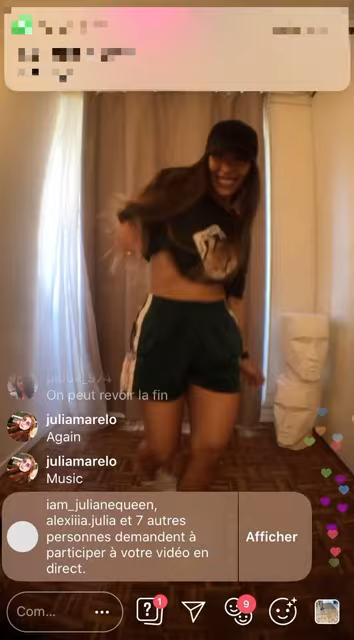 On peut revoir la fin
juliamarelo
Again
juliamarelo
Music
iam_julianequeen,
alexiiia.julia et 7 autres
personnes demandent à
participer à votre vidéo en
direct.
Afficher
1
9
Com...